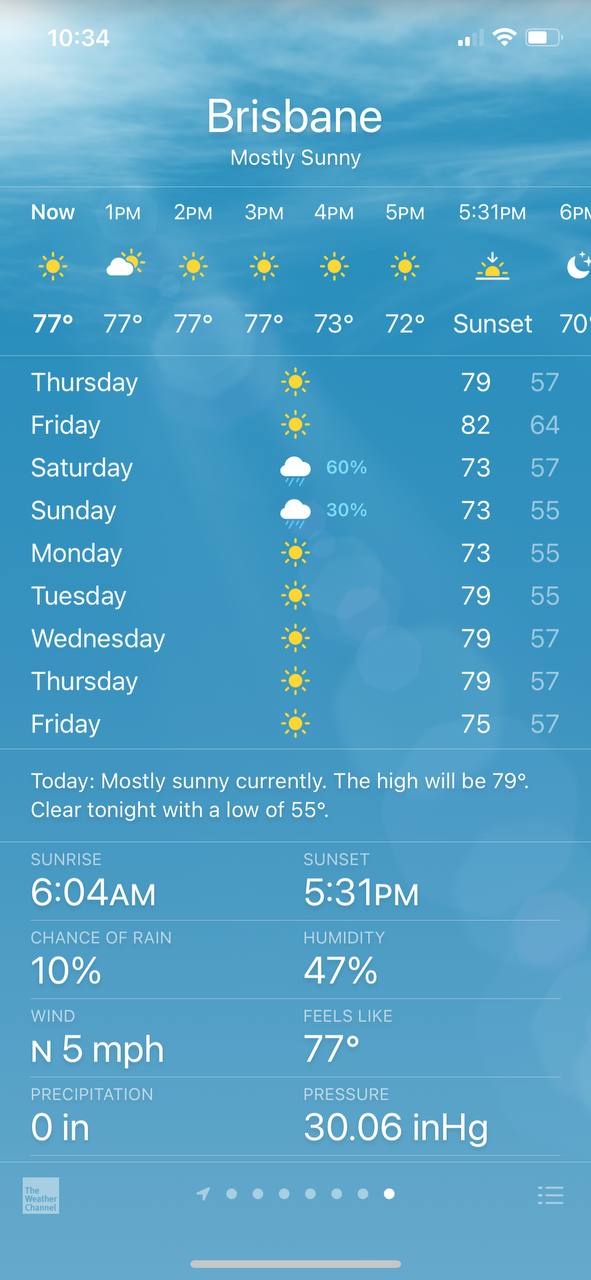 10:34
Brisbane
Mostly Sunny
Now 1PM 2PM 3PM 4PM 5PM 5:31PM 6PM
77° 77° 77° 77° 73° 72° Sunset 70°
Thursday 79 57
Friday 82 64
Saturday 60% 73 57
Sunday 30% 73 55
Monday 73 55
Tuesday 79 55
Wednesday 79 57
Thursday 79 57
Friday 75 57
Today: Mostly sunny currently. The high will be 79°.
Clear tonight with a low of 55°.
SUNRISE SUNSET
6:04AM 5:31PM
CHANCE OF RAIN HUMIDITY
10% 47%
WIND FEELS LIKE
N 5 mph 77°
PRECIPITATION PRESSURE
0 in 30.06 inHg
The
Weather
Channel